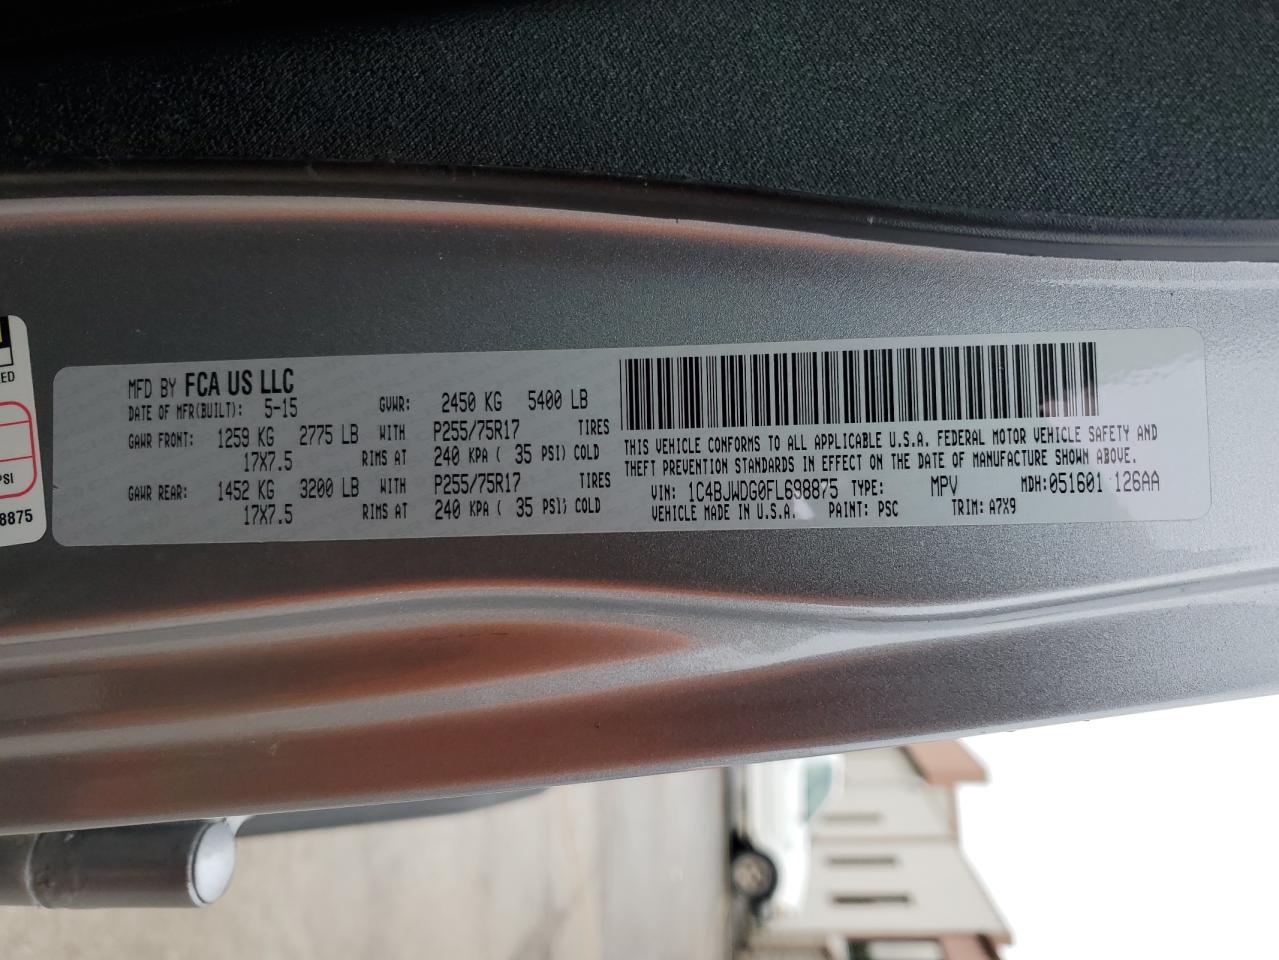 ED
PSI
8875
MFD BY FCA US LLC
DATE OF MFR(BUILT): 5-15 GVWR: 2450 KG 5400 LB
GAWR FRONT: 1259 KG 2775 LB WITH P255/75R17 TIRES
17X7.5 RIMS AT 240 KPA ( 35 PSI) COLD
GAWR REAR: 1452 KG 3200 LB WITH P255/75R17 TIRES
17X7.5 RIMS AT 240 KPA ( 35 PSI) COLD
THIS VEHICLE CONFORMS TO ALL APPLICABLE U.S.A. FEDERAL MOTOR VEHICLE SAFETY AND
THEFT PREVENTION STANDARDS IN EFFECT ON THE DATE OF MANUFACTURE SHOWN ABOVE.
VIN: 1C4BJWDG0FL698875 TYPE: MPV MDH: 051601 126AA
VEHICLE MADE IN U.S.A. PAINT: PSC TRIM: A7X9